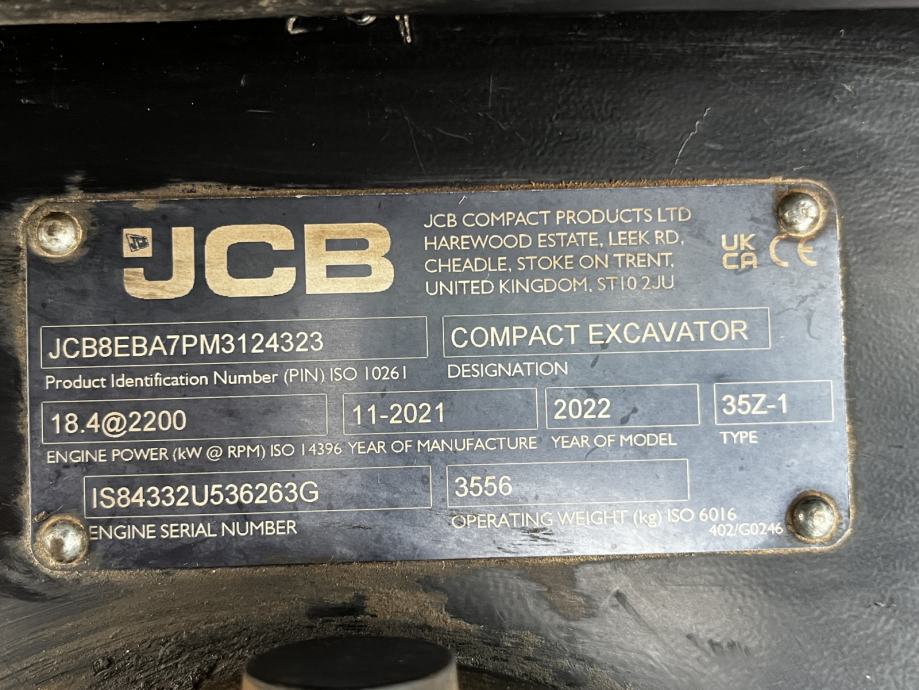 JCB
JCB COMPACT PRODUCTS LTD
HAREWOOD ESTATE, LEEK RD,
CHEADLE, STOKE ON TRENT,
UNITED KINGDOM, ST10 2JU
UK
CA CE
JCB8EBA7PM3124323
Product Identification Number (PIN) ISO 10261
COMPACT EXCAVATOR
DESIGNATION
18.4@2200
ENGINE POWER (kW @ RPM) ISO 14396
11-2021
YEAR OF MANUFACTURE
2022
YEAR OF MODEL
35Z-1
TYPE
IS84332U536263G
ENGINE SERIAL NUMBER
3556
OPERATING WEIGHT (kg) ISO 6016
402/G0246